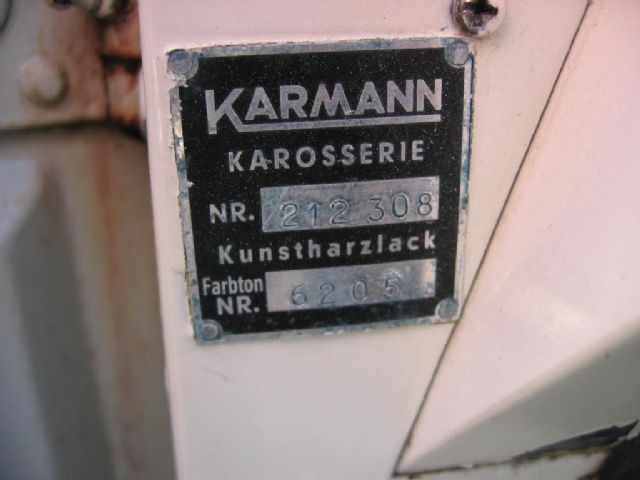 KARMANN
KAROSSERIE
NR. 212 308
Kunstharzlack
Farbton
NR. 6205